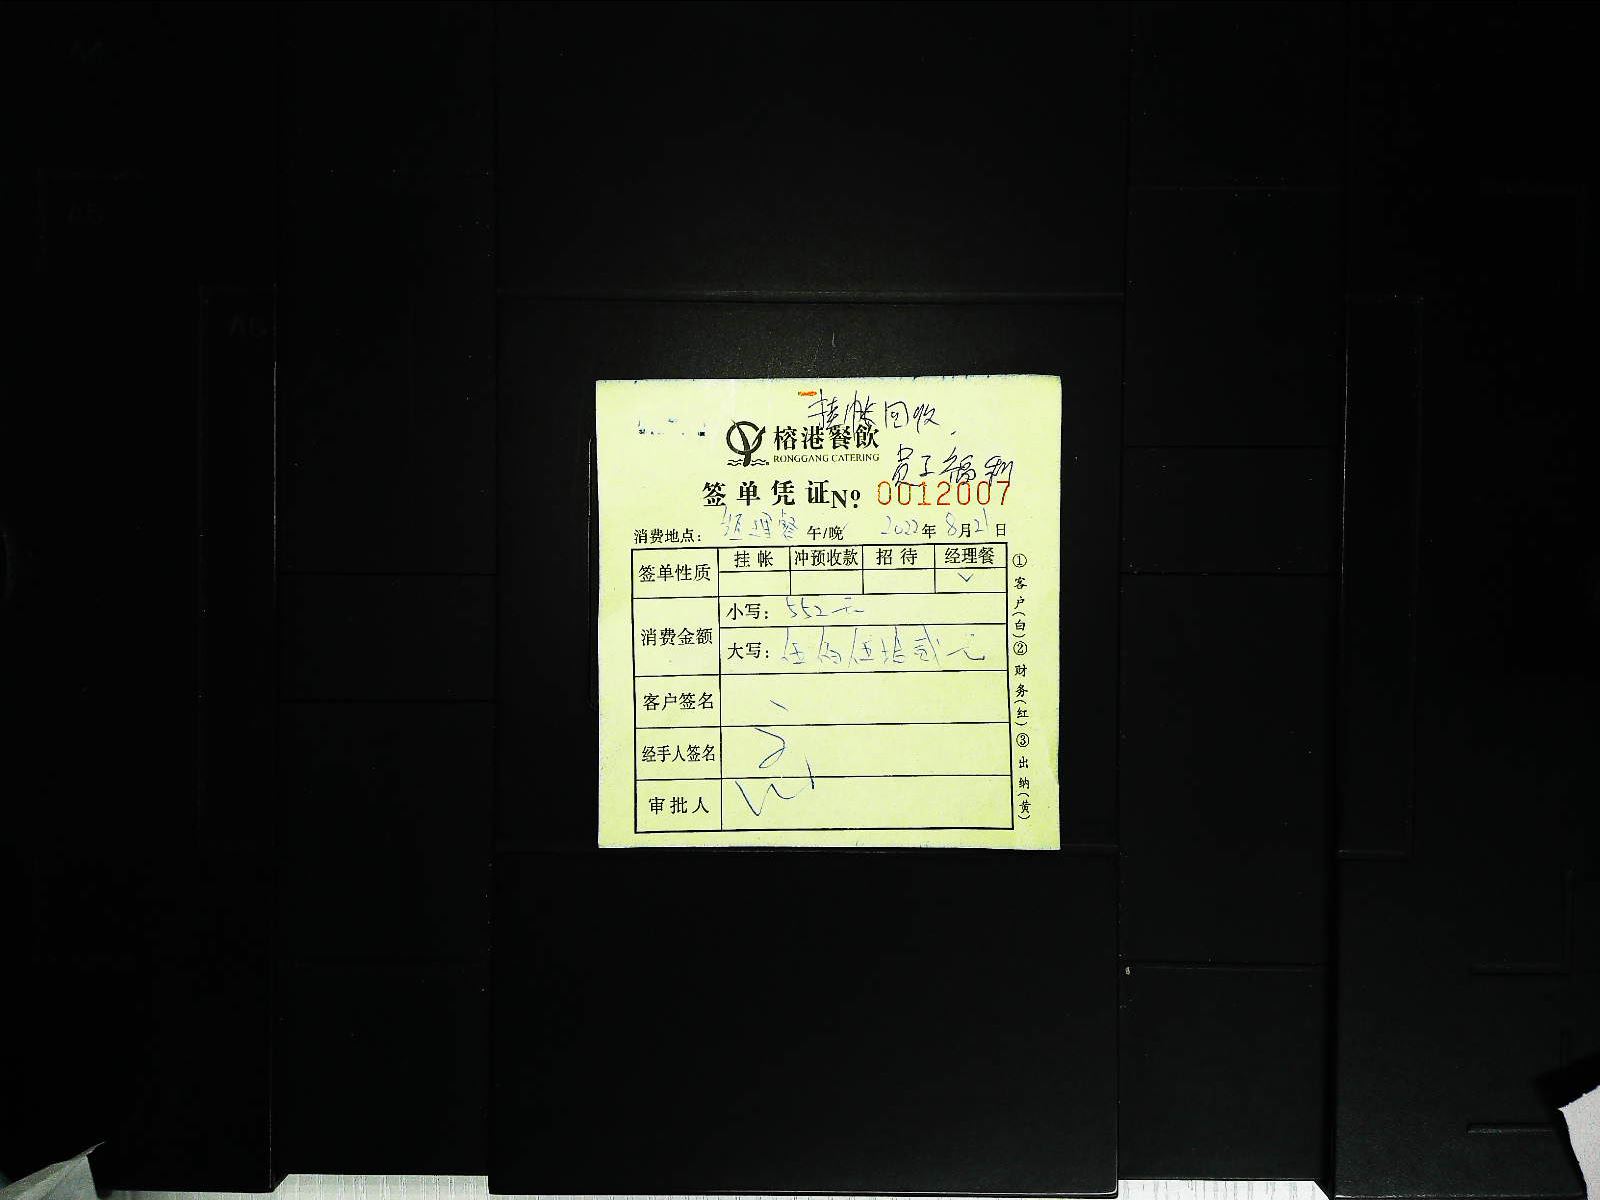 挂帐回收
榕港餐飲
RONGGANG CATERING
员工福利
签单凭证№: 0012007
消费地点: 经理餐 午/晚 2022年8月21日
签单性质 挂帐 冲预收款 招待 经理餐
✓
消费金额
小写: 552元
大写: 伍佰伍拾贰元
客户签名
经手人签名
审批人
①客户(白)②财务(红)③出纳(黄)